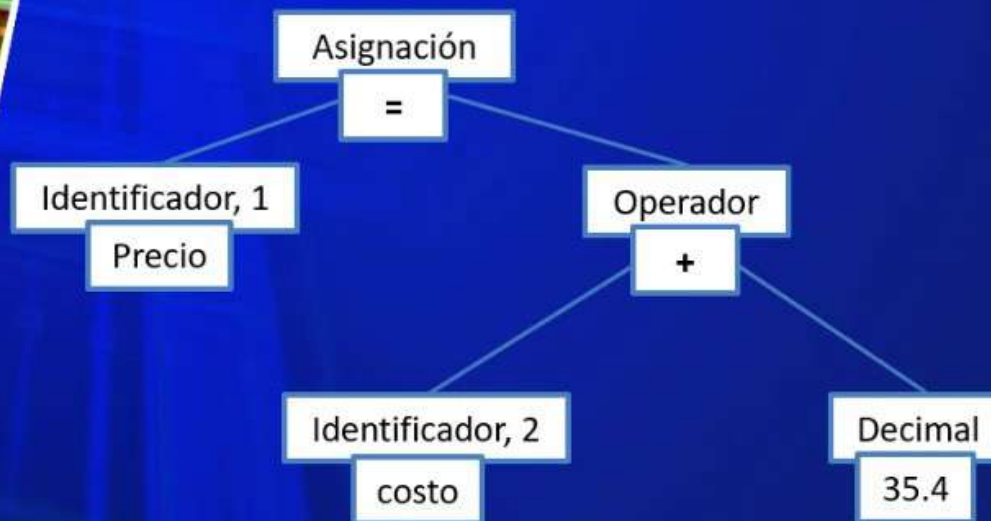 Asignación
=
Identificador, 1
Precio
Operador
+
Identificador, 2
costo
Decimal
35.4